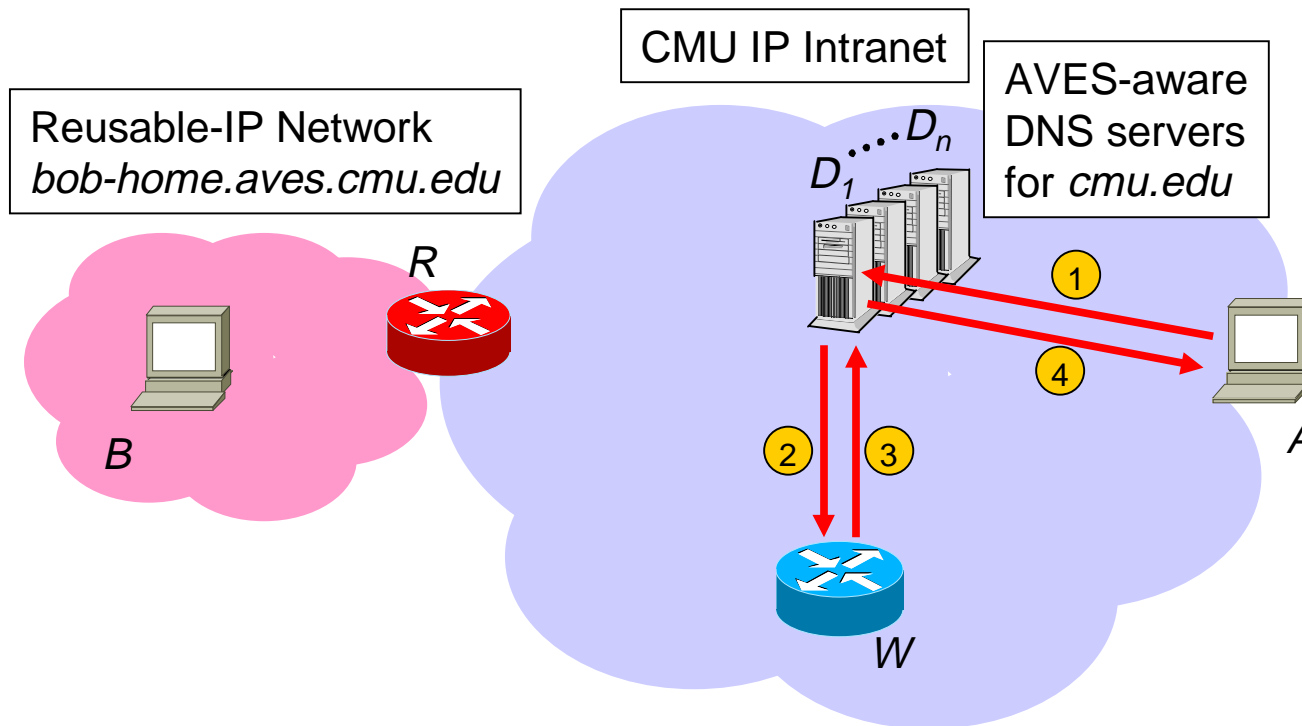 CMU IP Intranet
AVES-aware
DNS servers
for cmu.edu
Reusable-IP Network
bob-home.aves.cmu.edu
Dn
D1
R
1
4
A
B
2
3
W